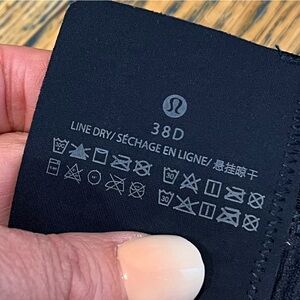 38D
LINE DRY/ SÉCHAGE EN LIGNE/ 悬挂晾干